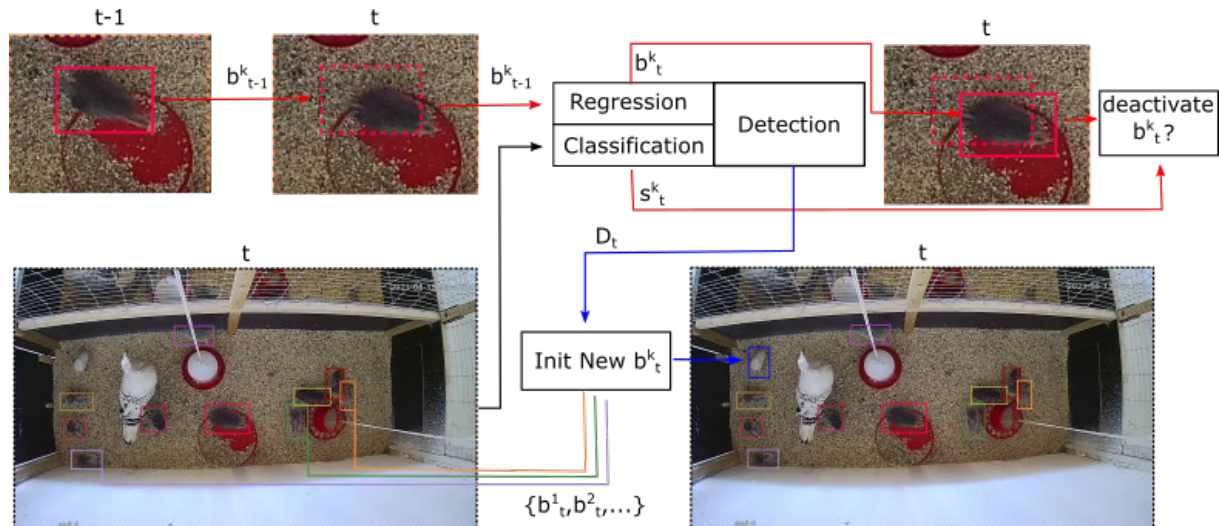 t-1
t
t
b^k_t
b^k_{t-1}
b^k_{t-1}
Regression
Classification
Detection
deactivate
b^k_t?
s^k_t
D_t
t
t
Init New b^k_t
{b^1_t,b^2_t,...}